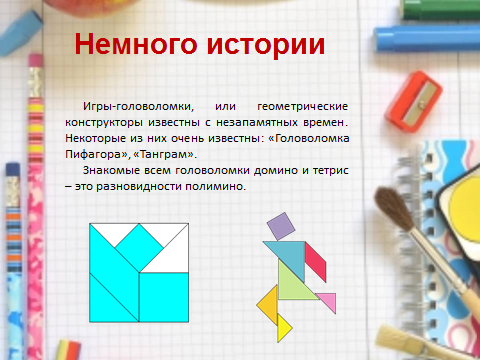 Немного истории
Игры-головоломки, или геометрические
конструкторы известны с незапамятных времен.
Некоторые из них очень известны: «Головоломка
Пифагора», «Танграм».
Знакомые всем головоломки домино и тетрис
– это разновидности полимино.